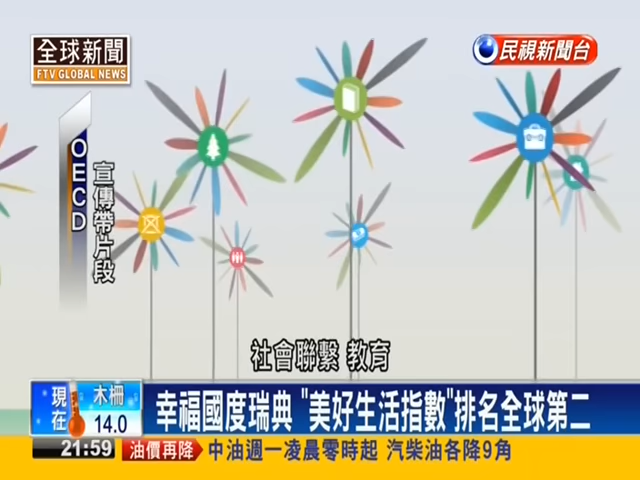 全球新聞
FTV GLOBAL NEWS
民視新聞台
OECD
宣傳帶片段
社會聯繫 教育
現在
木柵
14.0
幸福國度瑞典 "美好生活指數"排名全球第二
21:59
油價再降
中油週一凌晨零時起 汽柴油各降9角